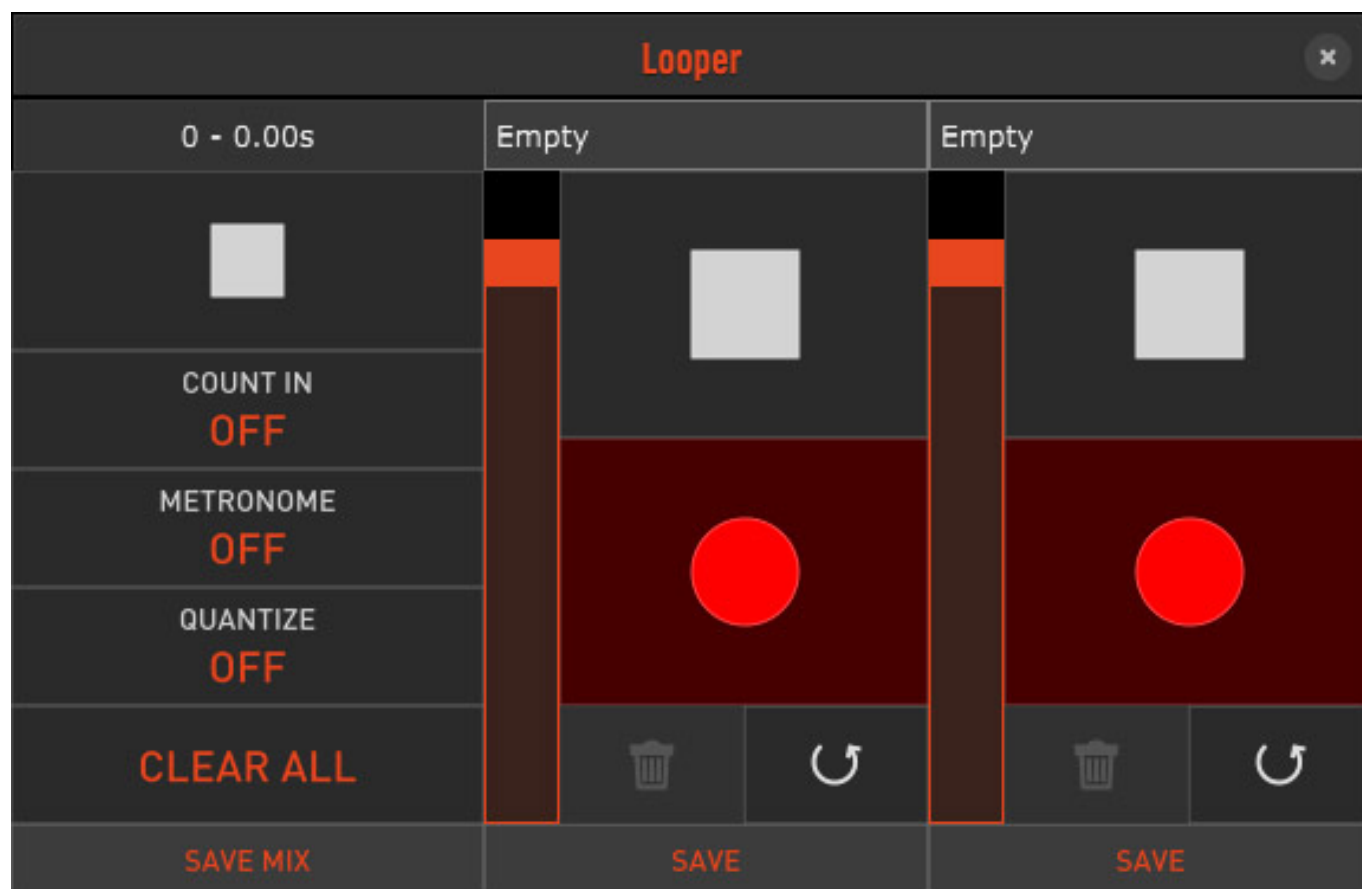 Looper
0 - 0.00s
Empty
Empty
COUNT IN
OFF
METRONOME
OFF
QUANTIZE
OFF
CLEAR ALL
SAVE MIX
SAVE
SAVE